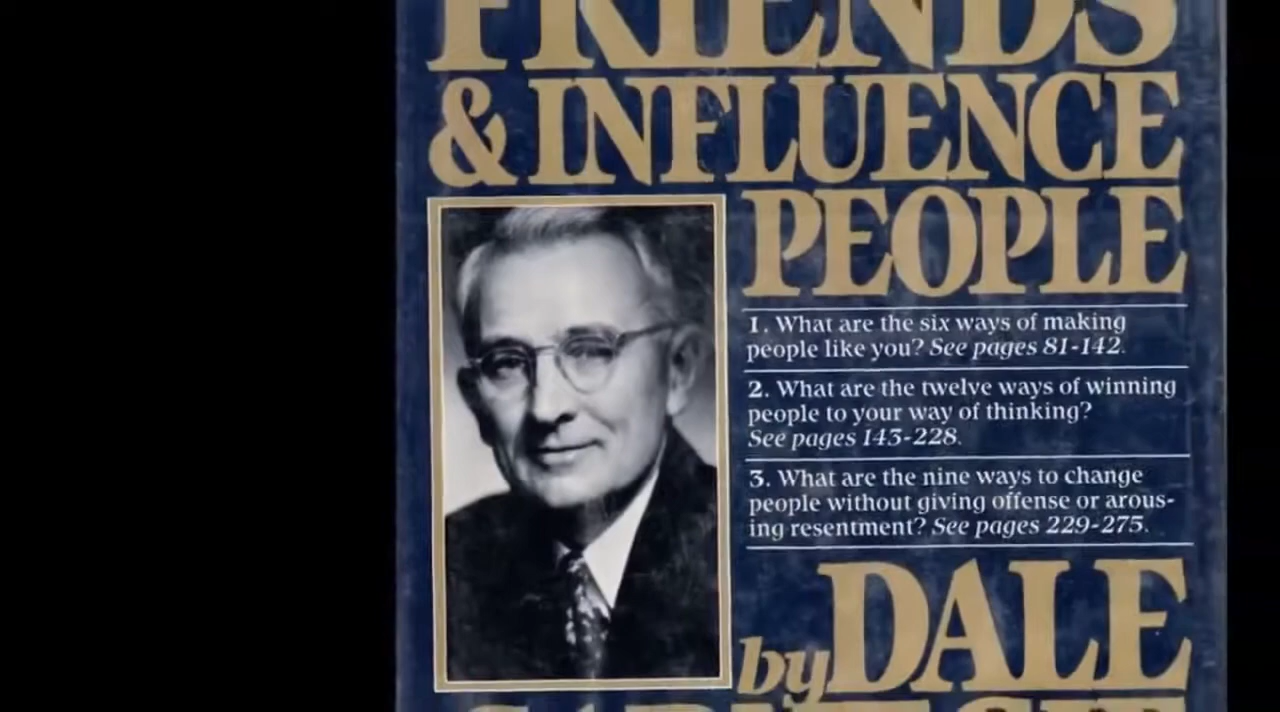 FRIENDS
& INFLUENCE
PEOPLE
1. What are the six ways of making
people like you? See pages 81-142.
2. What are the twelve ways of winning
people to your way of thinking?
See pages 143-228.
3. What are the nine ways to change
people without giving offense or arous-
ing resentment? See pages 229-275.
by DALE
CARNEGIE